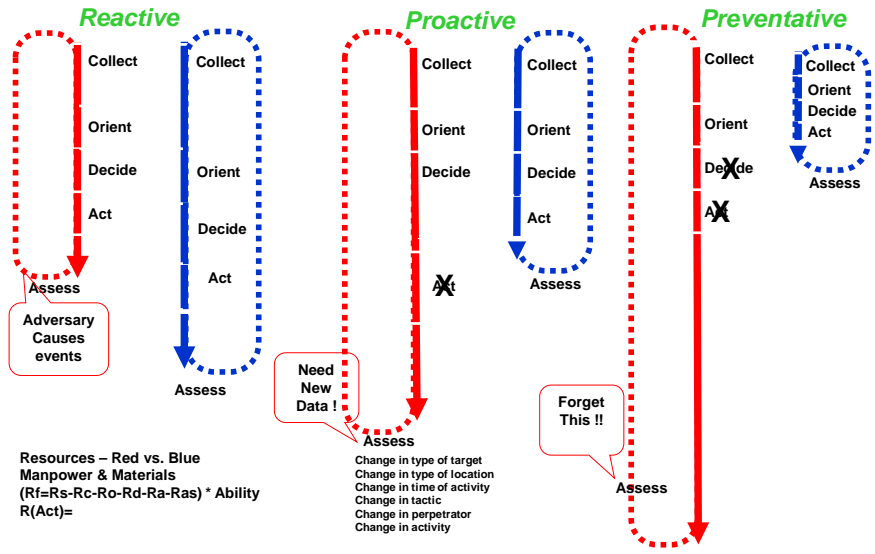 Reactive
Collect
Orient
Decide
Act
Assess
Adversary
Causes
events
Collect
Orient
Decide
Act
Assess
Resources – Red vs. Blue
Manpower & Materials
(Rf=Rs-Rc-Ro-Rd-Ra-Ras) * Ability
R(Act)=
Proactive
Collect
Orient
Decide
Act
X
Need
New
Data !
Assess
Change in type of target
Change in type of location
Change in time of activity
Change in tactic
Change in perpetrator
Change in activity
Collect
Orient
Decide
Act
Assess
Preventative
Collect
Orient
Decide
X
Act
X
Forget
This !!
Assess
Collect
Orient
Decide
Act
Assess